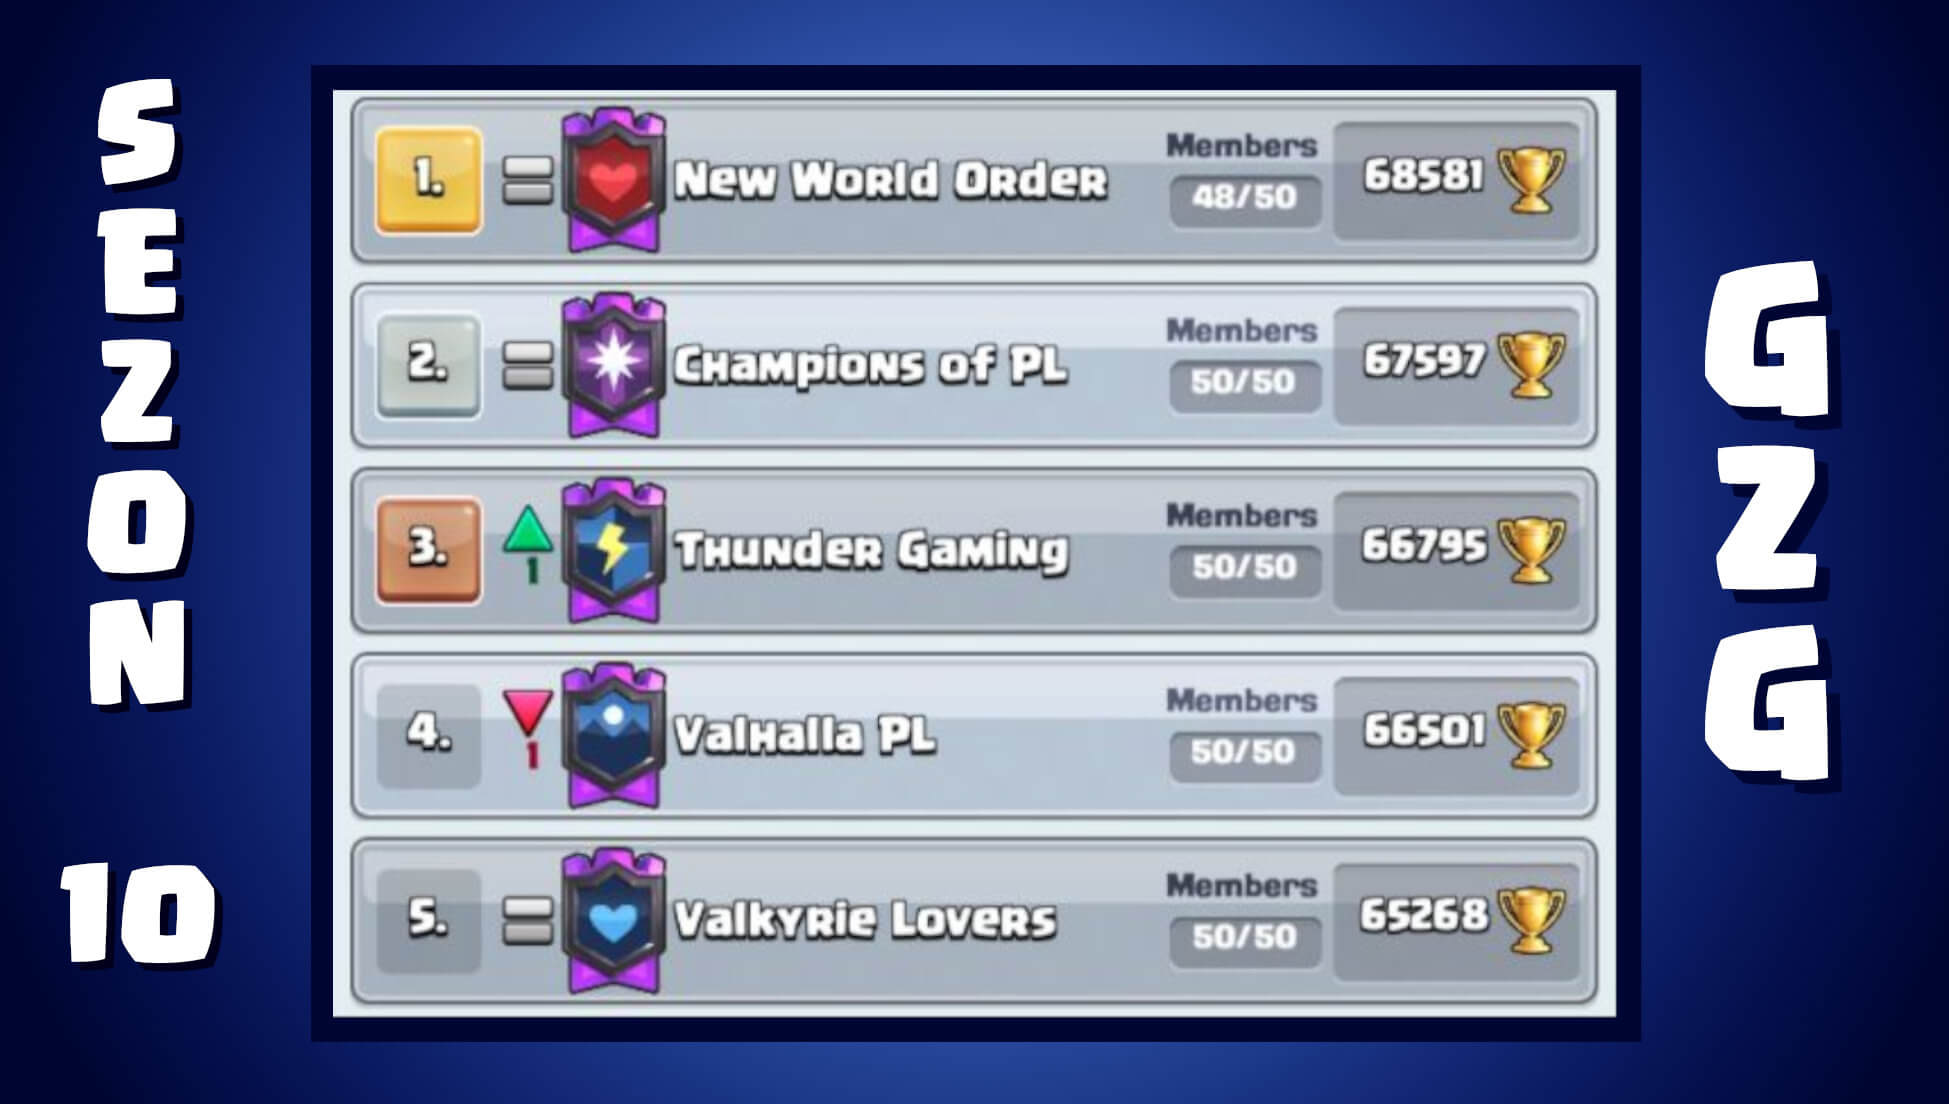 SEZON
10
1.
New World Order
Members
48/50
68581
2.
Champions of PL
Members
50/50
67597
3.
1
Thunder Gaming
Members
50/50
66795
4.
1
Valhalla PL
Members
50/50
66501
5.
Valkyrie Lovers
Members
50/50
65268
GZG